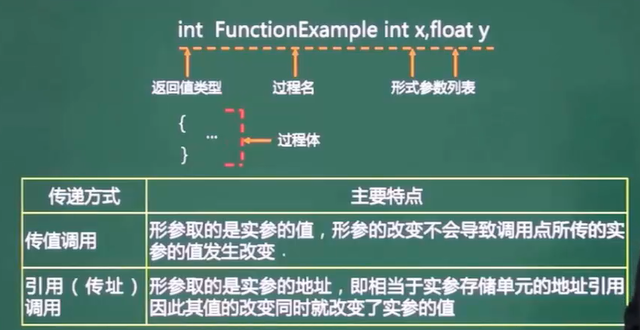 int FunctionExample int x,float y
返回值类型 过程名 形式参数列表
{
... 过程体
}
传递方式 主要特点
传值调用 形参取的是实参的值，形参的改变不会导致调用点所传的实
参的值发生改变．
引用（传址） 形参取的是实参的地址，即相当于实参存储单元的地址引用
调用 因此其值的改变同时就改变了实参的值